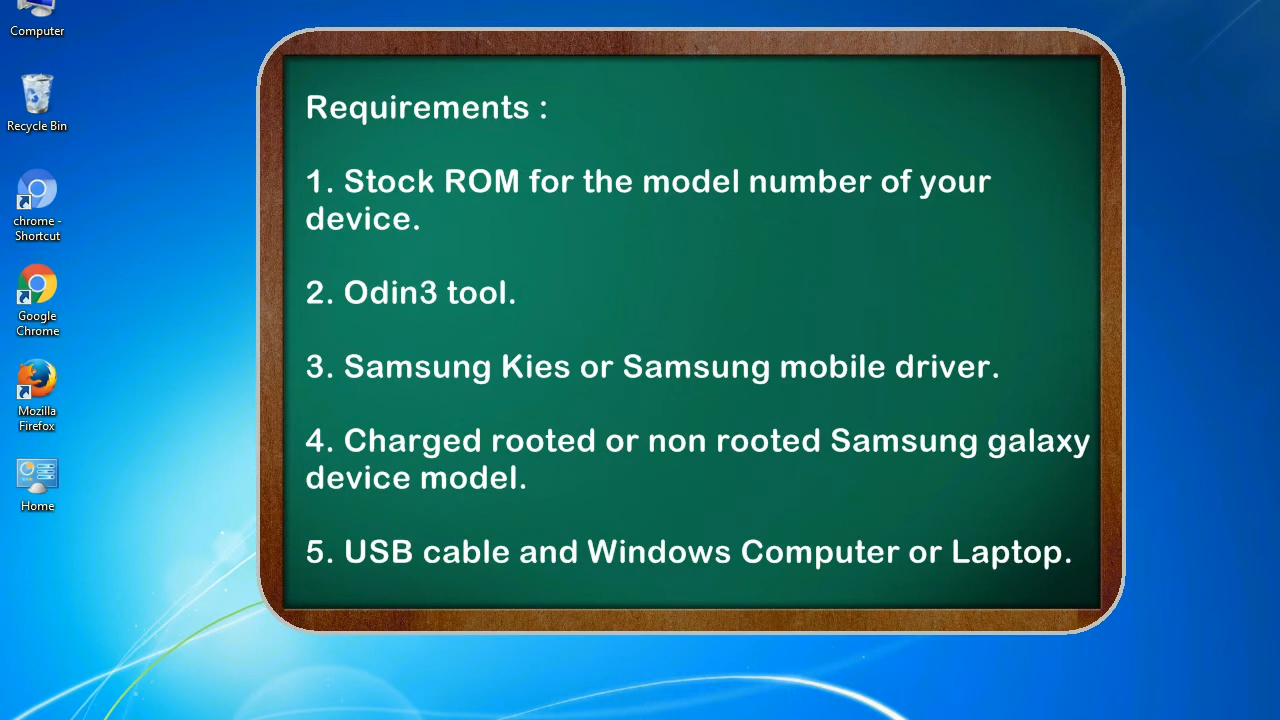 Computer
Recycle Bin
chrome -
Shortcut
Google
Chrome
Mozilla
Firefox
Home
Requirements :
1. Stock ROM for the model number of your
device.
2. Odin3 tool.
3. Samsung Kies or Samsung mobile driver.
4. Charged rooted or non rooted Samsung galaxy
device model.
5. USB cable and Windows Computer or Laptop.